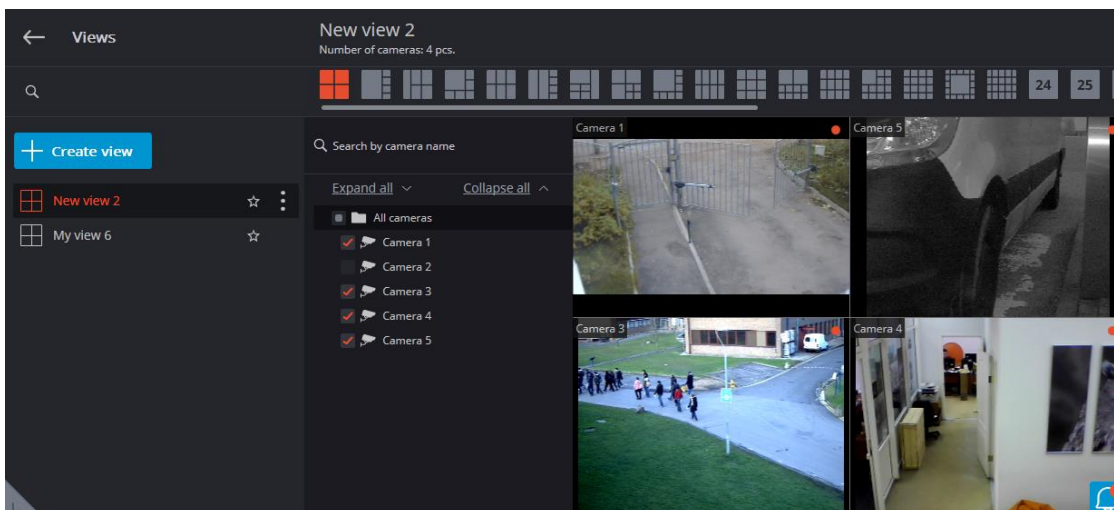 Views
New view 2
Number of cameras: 4 pcs.
24 25
Create view
New view 2
My view 6
Search by camera name
Expand all Collapse all
All cameras
Camera 1
Camera 2
Camera 3
Camera 4
Camera 5
Camera 1
Camera 5
Camera 3
Camera 4